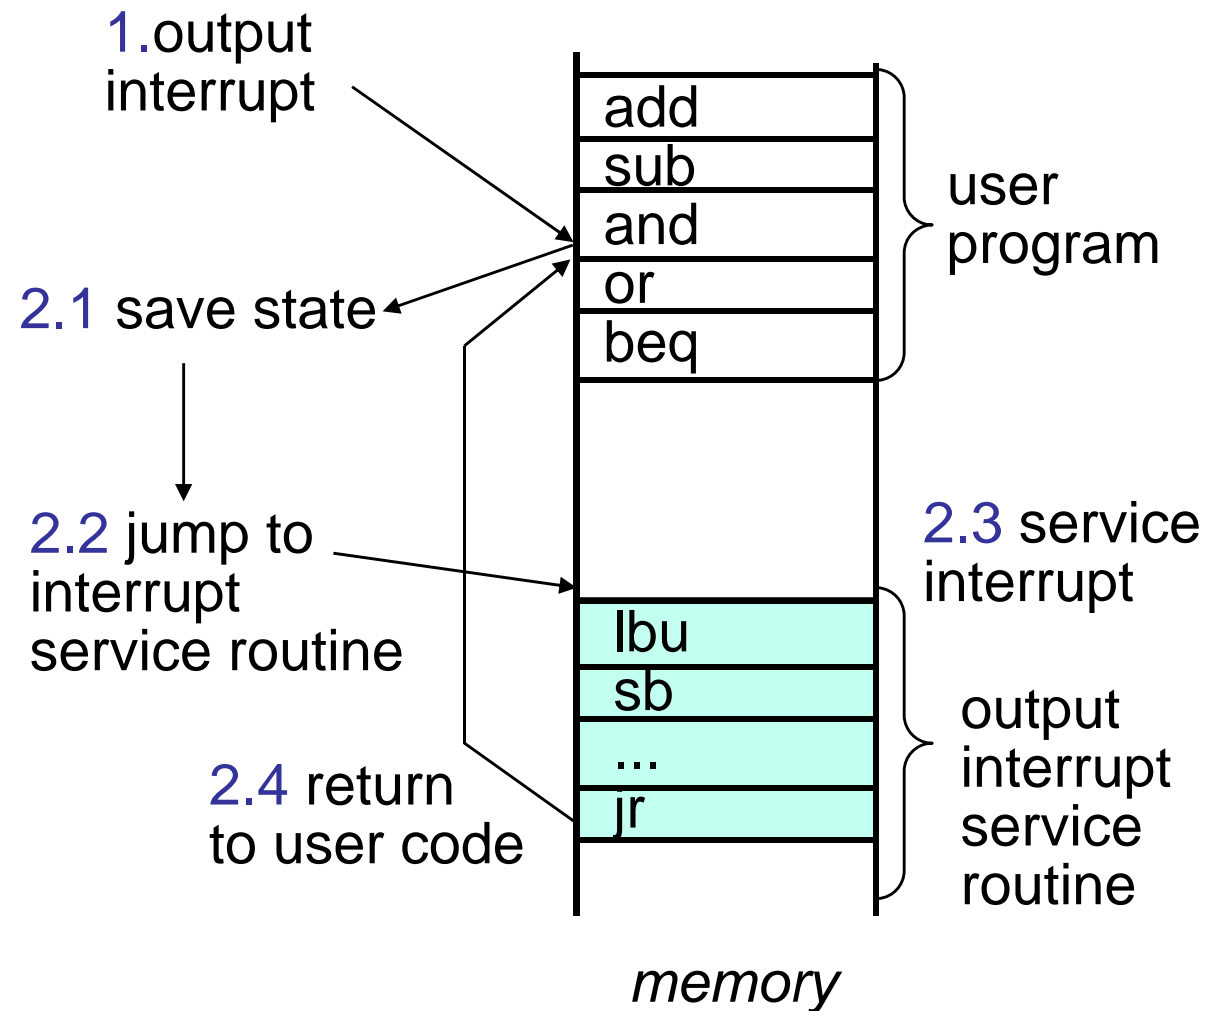 1.output
interrupt
add
sub
and
or
beq
user
program
2.1 save state
2.2 jump to
interrupt
service routine
2.3 service
interrupt
lbu
sb
...
jr
2.4 return
to user code
output
interrupt
service
routine
memory